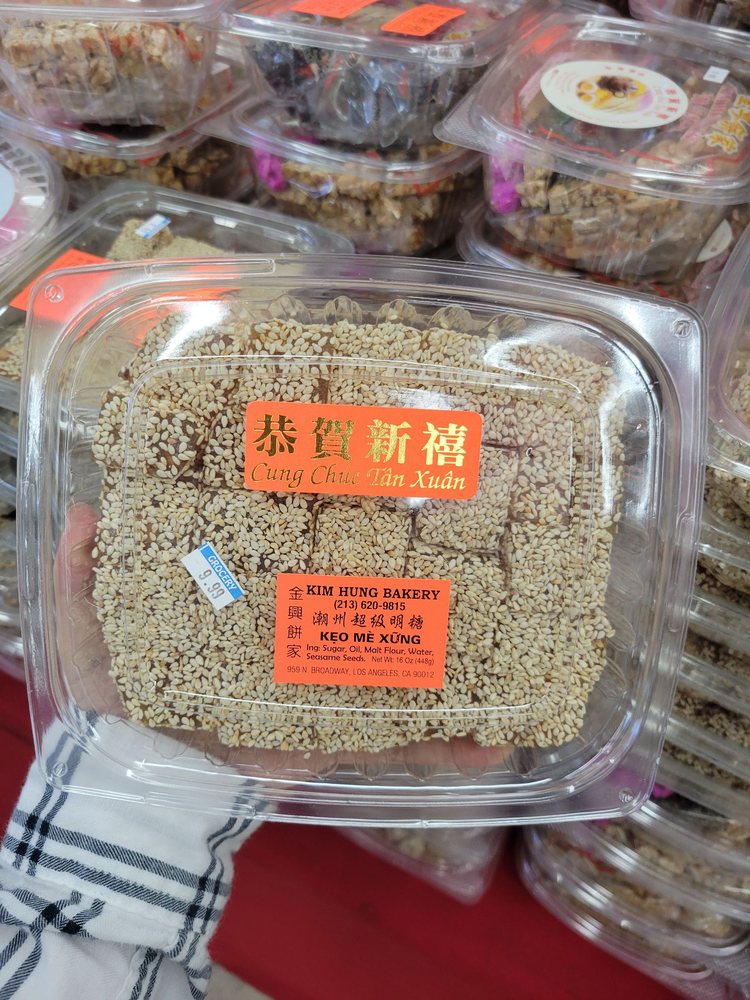 恭賀新禧
Cung Chuc Tân Xuân
GROCERY
9.99
金興餅家
KIM HUNG BAKERY
(213) 620-9815
潮州超级明糖
KẸO MÈ XỬNG
Ing: Sugar, Oil, Malt Flour, Water,
Seasame Seeds. Net Wt: 16 Oz (448g)
959 N. BROADWAY, LOS ANGELES, CA 90012